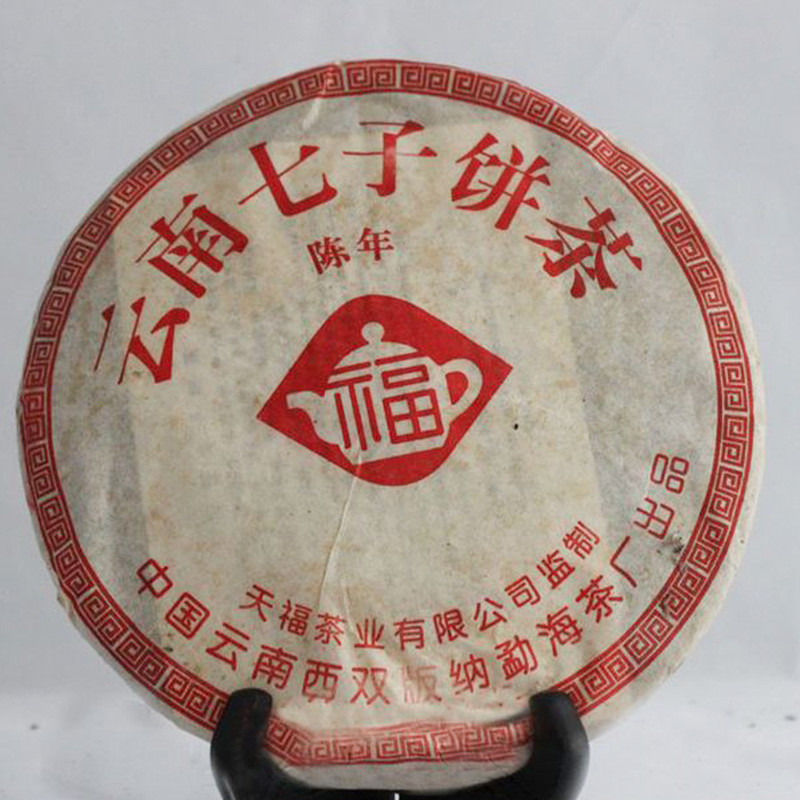 云南七子饼茶
陈年
福
天福茶业有限公司监制
中国云南西双版纳勐海茶厂出品